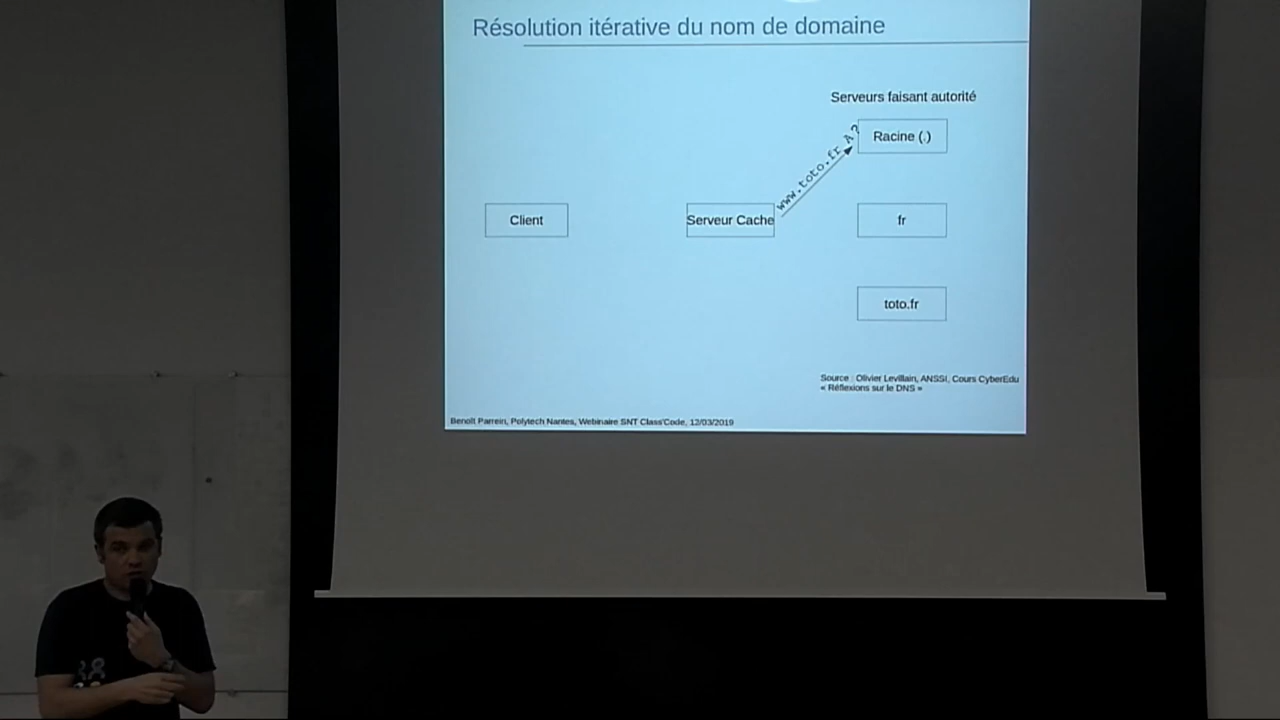 Résolution itérative du nom de domaine
Serveurs faisant autorité
Racine (.)
www.toto.fr A?
Client
Serveur Cache
fr
toto.fr
Source : Olivier Levillain, ANSSI, Cours CyberEdu
« Réflexions sur le DNS »
Benoît Parrein, Polytech Nantes, Webinaire SNT Class'Code, 12/03/2019